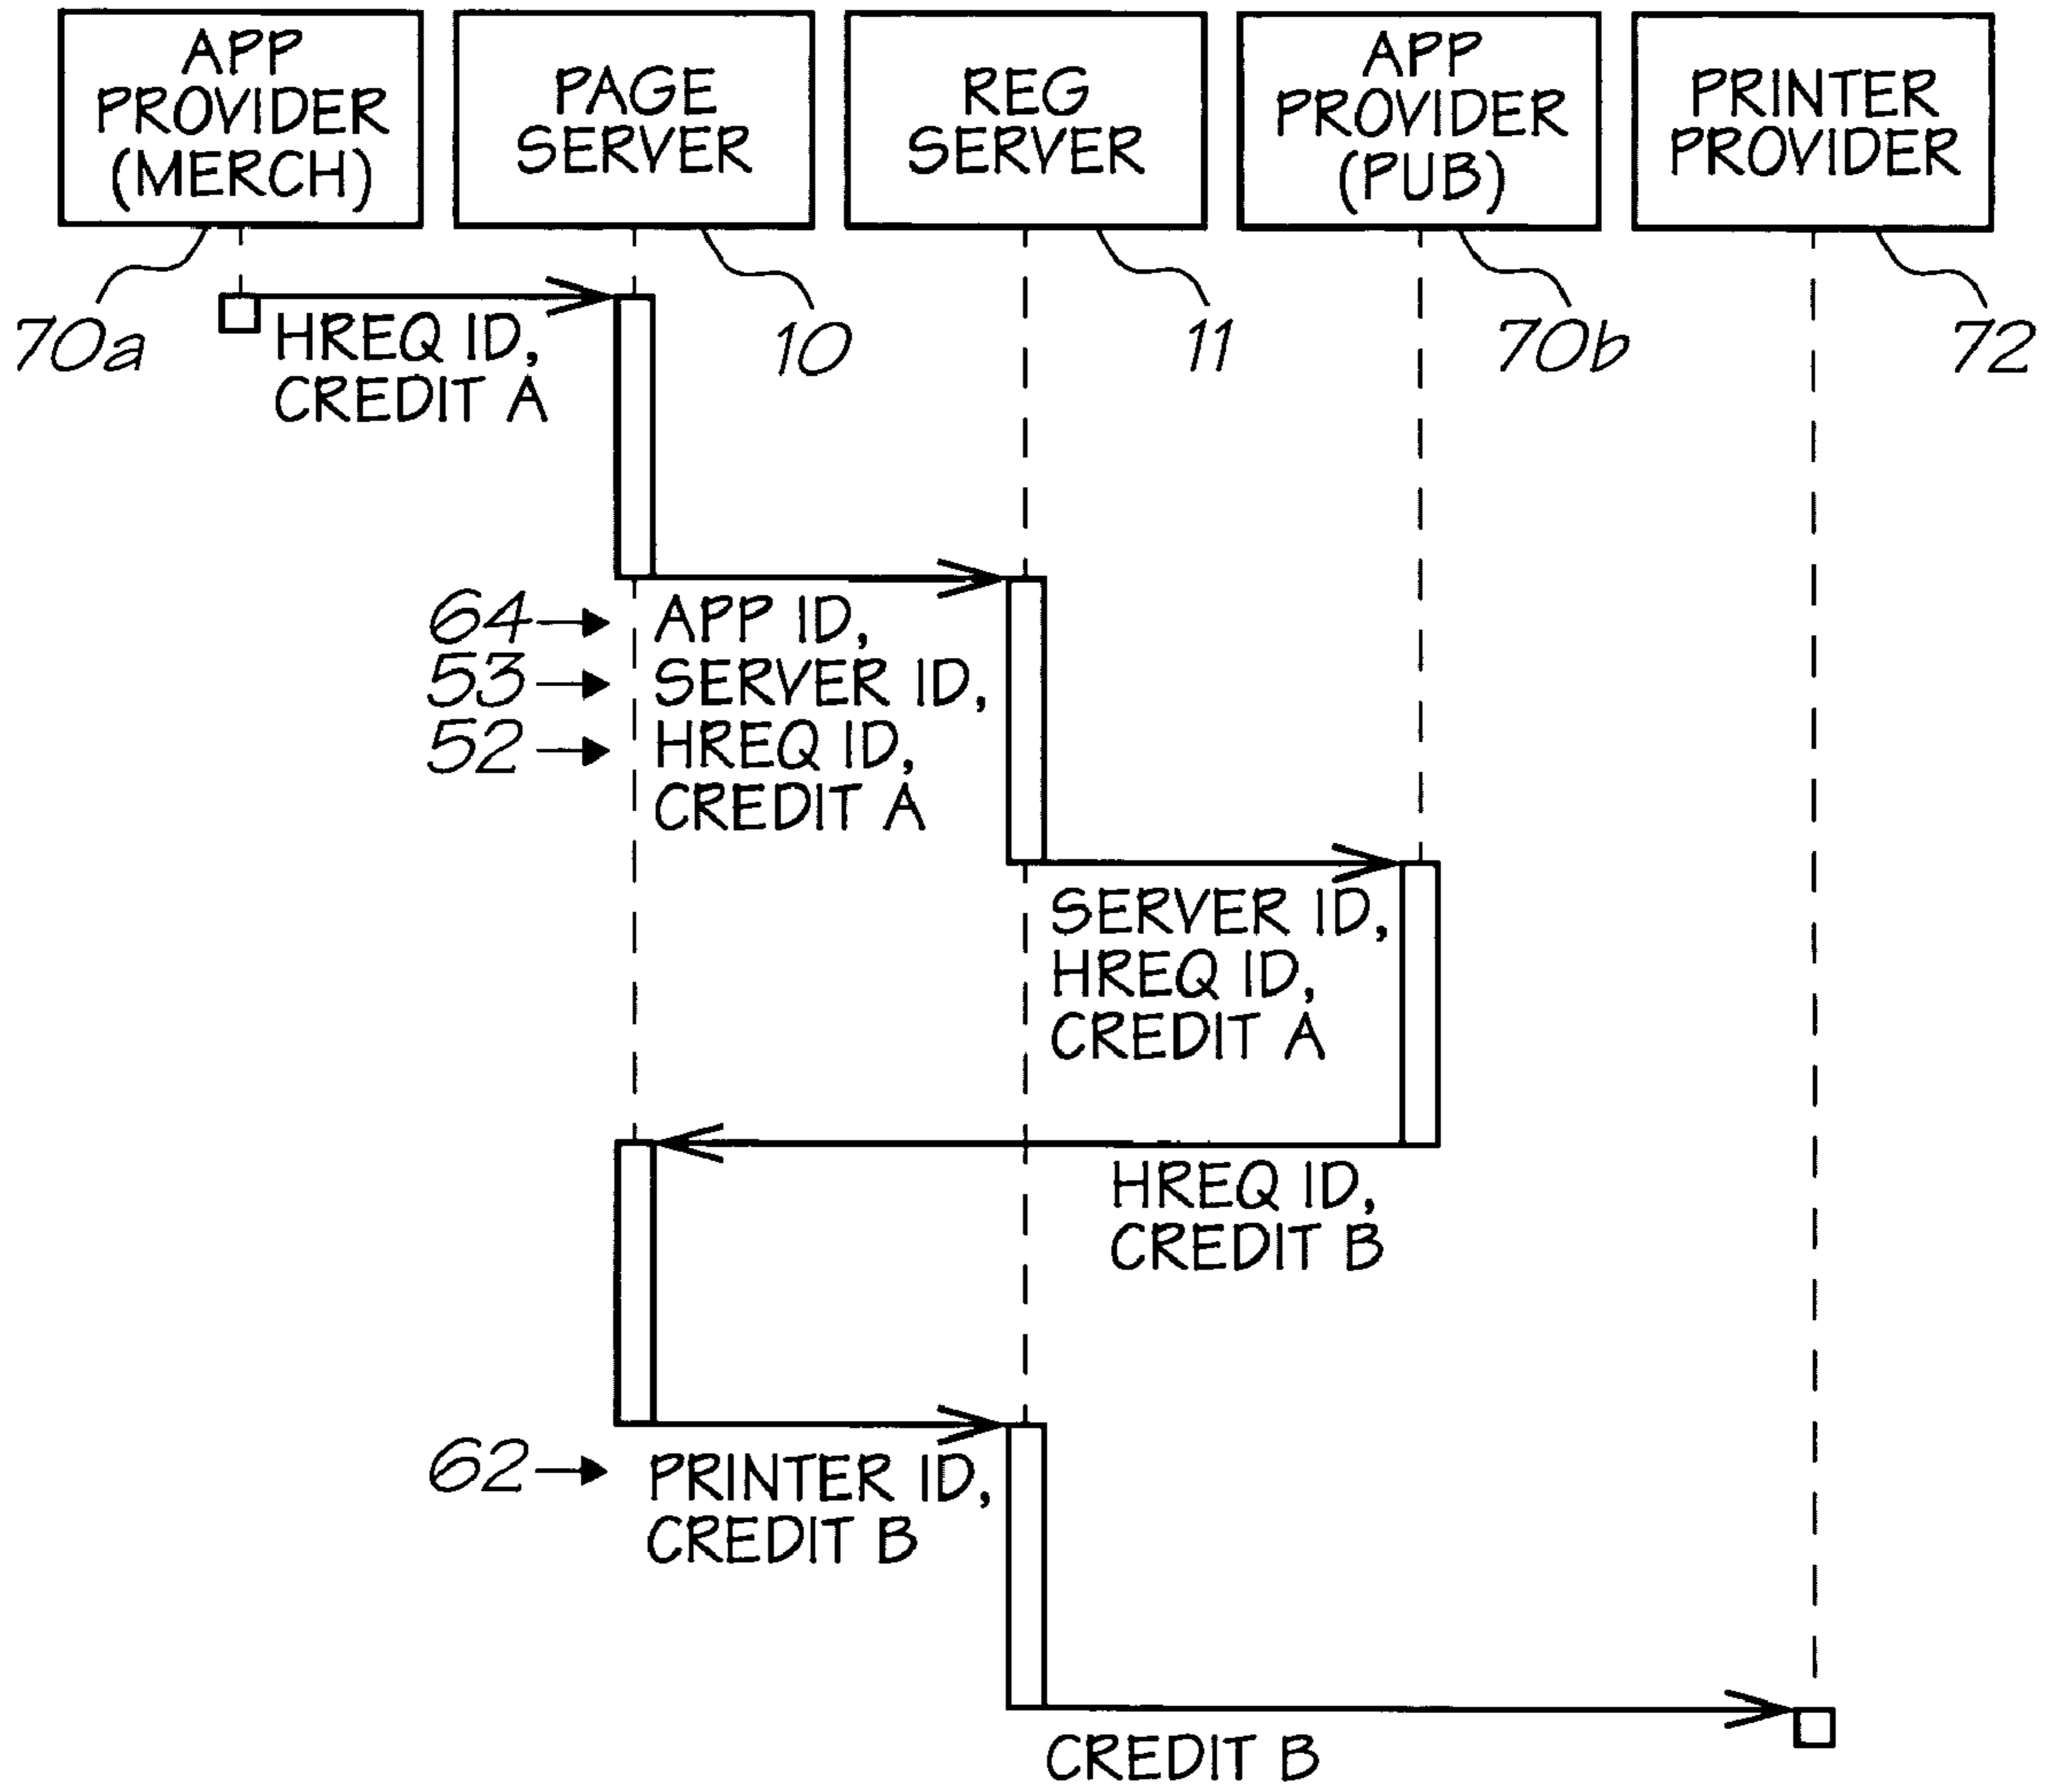 APP
PROVIDER
(MERCH)
PAGE
SERVER
REG
SERVER
APP
PROVIDER
(PUB)
PRINTER
PROVIDER
70a
10
11
70b
72
HREQ ID,
CREDIT A
64
APP ID,
53
SERVER ID,
52
HREQ ID,
CREDIT A
SERVER ID,
HREQ ID,
CREDIT A
HREQ ID,
CREDIT B
62
PRINTER ID,
CREDIT B
CREDIT B